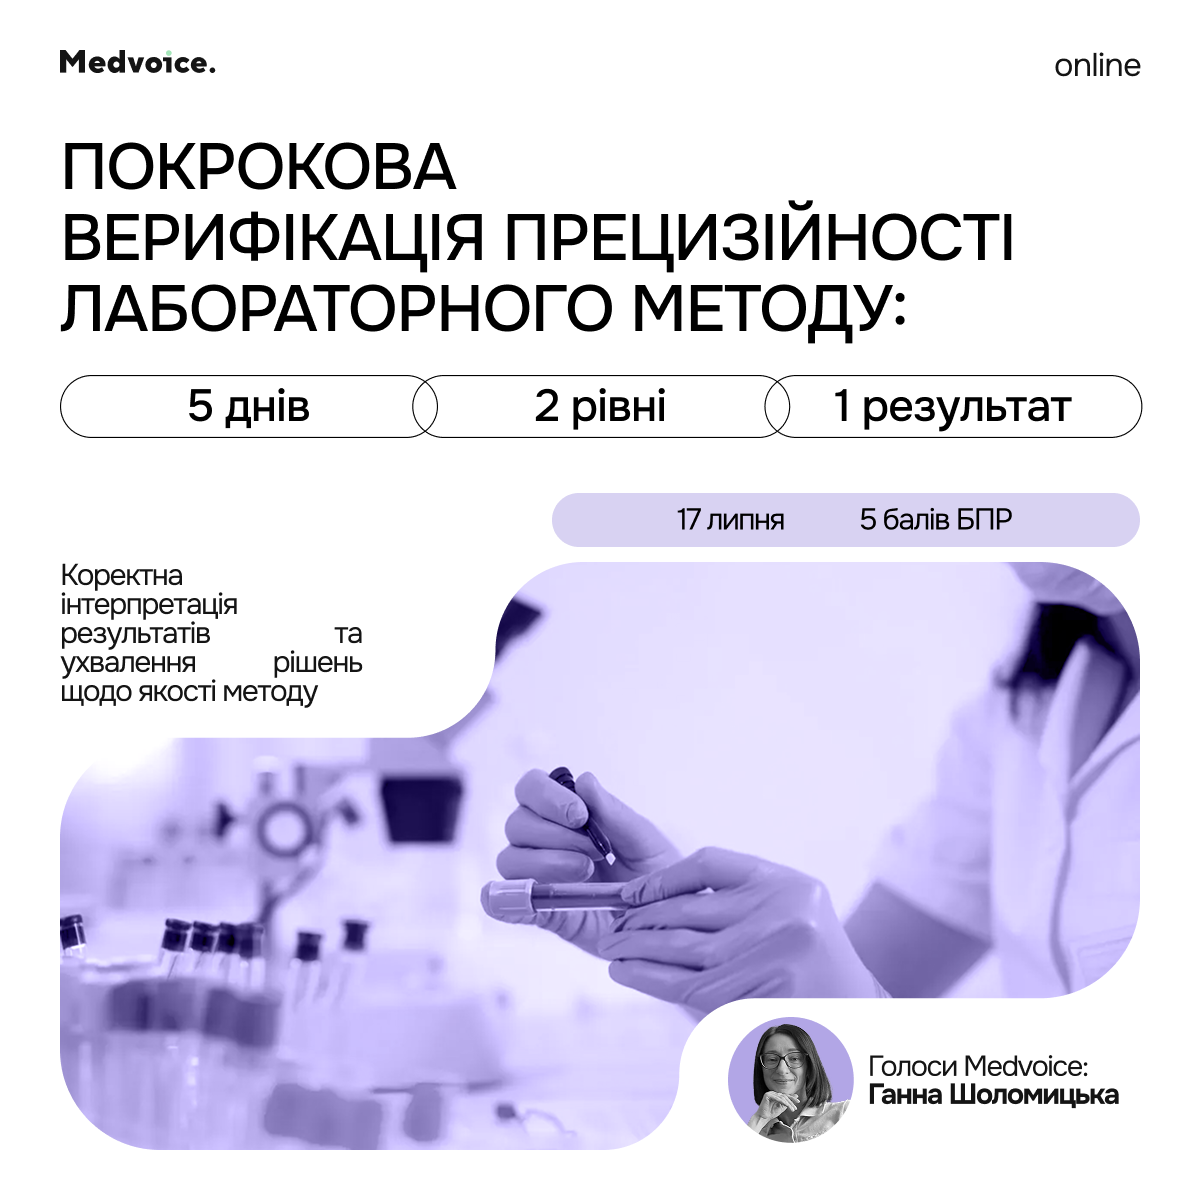 Medvoice.
online
ПОКРОКОВА
ВЕРИФІКАЦІЯ ПРЕЦИЗІЙНОСТІ
ЛАБОРАТОРНОГО МЕТОДУ:
5 днів 2 рівні 1 результат
17 липня 5 балів БПР
Коректна
інтерпретація
результатів та
ухвалення рішень
щодо якості методу
Голоси Medvoice:
Ганна Шоломицька